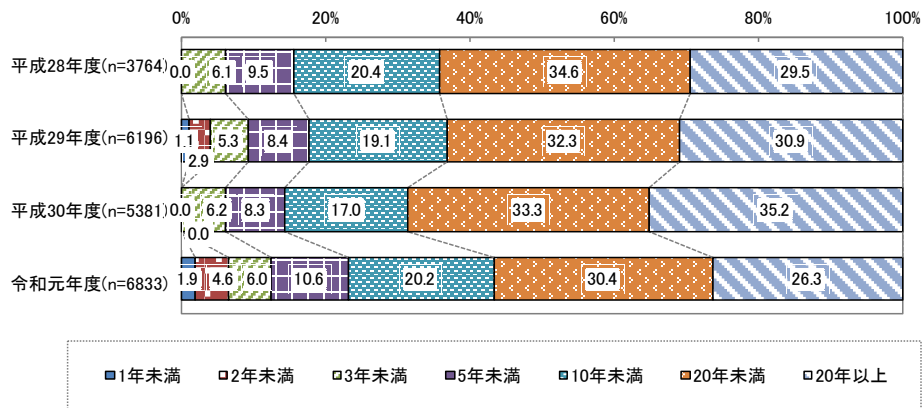 0% 20% 40% 60% 80% 100%
平成28年度(n=3764) 0.0 6.1 9.5 20.4 34.6 29.5
平成29年度(n=6196) 1.1 2.9 5.3 8.4 19.1 32.3 30.9
平成30年度(n=5381) 0.0 0.0 6.2 8.3 17.0 33.3 35.2
令和元年度(n=6833) 1.9 4.6 6.0 10.6 20.2 30.4 26.3
1年未満 2年未満 3年未満 5年未満 10年未満 20年未満 20年以上